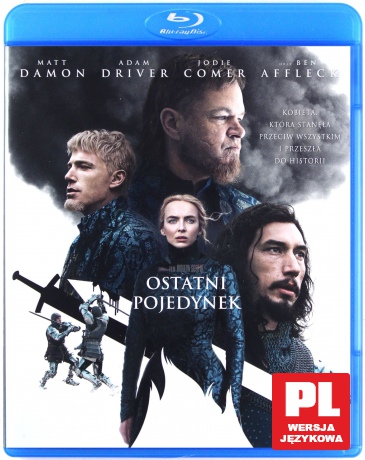 Blu-ray Disc
MATT ADAM JODIE BEN
DAMON DRIVER COMER AFFLECK
KOBIETA,
KTÓRA STANĘŁA
PRZECIW WSZYSTKIM
I PRZESZŁA
DO HISTORII
OSTATNI
POJEDYNEK
PL
WERSJA
JĘZYKOWA